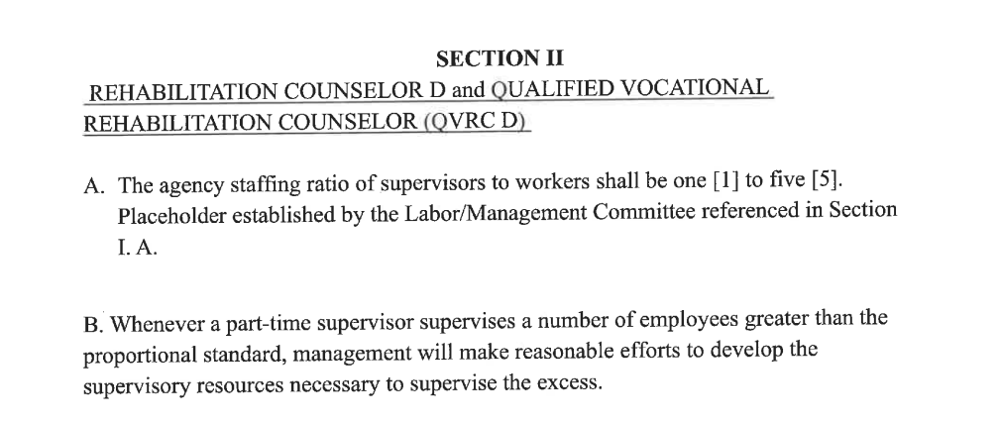 SECTION II
REHABILITATION COUNSELOR D and QUALIFIED VOCATIONAL
REHABILITATION COUNSELOR (QVRC D)
A. The agency staffing ratio of supervisors to workers shall be one [1] to five [5].
Placeholder established by the Labor/Management Committee referenced in Section
I. A.
B. Whenever a part-time supervisor supervises a number of employees greater than the
proportional standard, management will make reasonable efforts to develop the
supervisory resources necessary to supervise the excess.